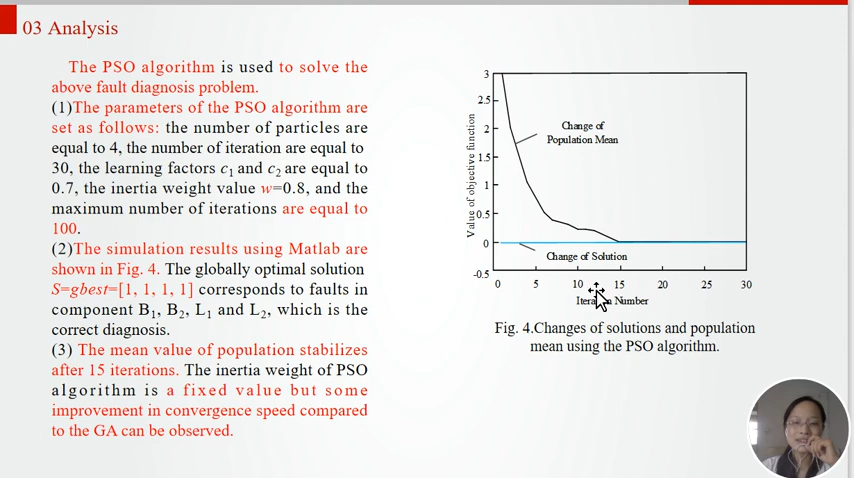 03 Analysis
The PSO algorithm is used to solve the
above fault diagnosis problem.
(1)The parameters of the PSO algorithm are
set as follows: the number of particles are
equal to 4, the number of iteration are equal to
30, the learning factors c₁ and c₂ are equal to
0.7, the inertia weight value w=0.8, and the
maximum number of iterations are equal to
100.
(2)The simulation results using Matlab are
shown in Fig. 4. The globally optimal solution
S=gbest=[1, 1, 1, 1] corresponds to faults in
component B₁, B₂, L₁ and L₂, which is the
correct diagnosis.
(3) The mean value of population stabilizes
after 15 iterations. The inertia weight of PSO
algorithm is a fixed value but some
improvement in convergence speed compared
to the GA can be observed.
Value of objective function
3
2.5
2
1.5
1
0.5
0
-0.5
Change of
Population Mean
Change of Solution
0 5 10 15 20 25 30
Iteration Number
Fig. 4.Changes of solutions and population
mean using the PSO algorithm.